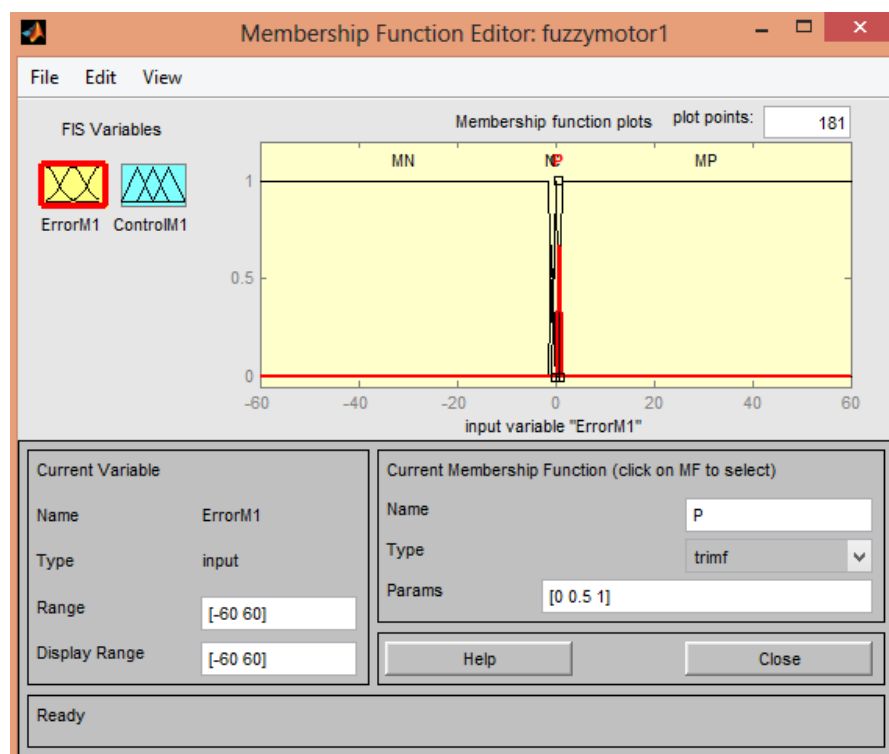 Membership Function Editor: fuzzymotor1
File Edit View
FIS Variables
Membership function plots plot points: 181
MN MP
1
0.5
0
ErrorM1 ControlM1
-60 -40 -20 0 20 40 60
input variable "ErrorM1"
Current Variable
Name ErrorM1
Type input
Range [-60 60]
Display Range [-60 60]
Current Membership Function (click on MF to select)
Name P
Type trimf
Params [0 0.5 1]
Help Close
Ready